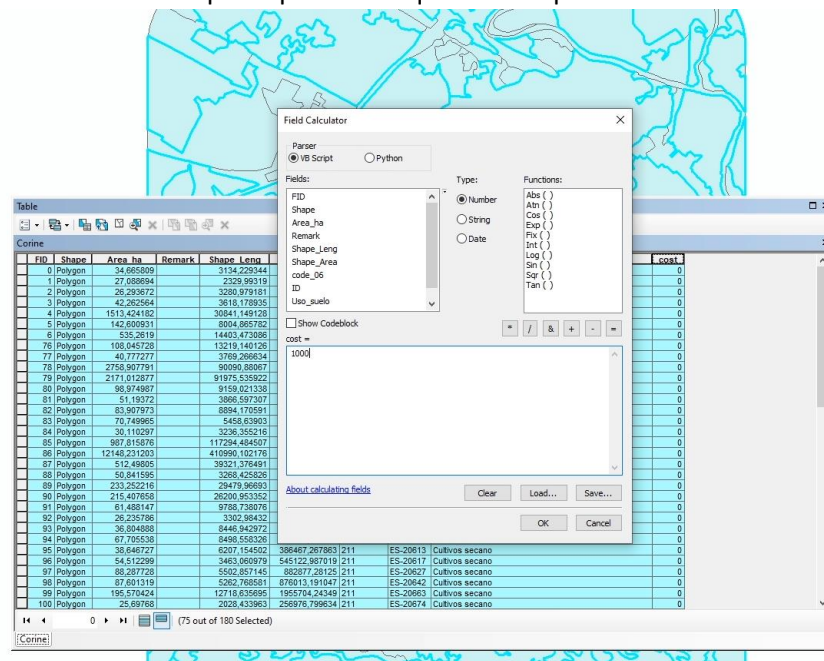 Field Calculator
Parser
VB Script Python
Fields:
FID
Shape
Area_ha
Remark
Shape_Leng
Shape_Area
code_06
ID
Uso_suelo
Type:
Number
String
Date
Functions:
Abs ( )
Atn ( )
Cos ( )
Exp ( )
Fix ( )
Int ( )
Log ( )
Sin ( )
Sqr ( )
Tan ( )
Show Codeblock
* / & + - =
cost =
1000
About calculating fields
Clear Load... Save...
OK Cancel
Table
Corine
FID Shape Area_ha Remark Shape_Leng cost
0 Polygon 34,665809 3134,229344 0
1 Polygon 27,088694 2329,99319 0
2 Polygon 26,293672 3280,979181 0
3 Polygon 42,262564 3618,178935 0
4 Polygon 1513,424182 30841,149128 0
5 Polygon 142,600931 8004,865782 0
6 Polygon 535,2619 14403,473086 0
76 Polygon 108,045728 13219,140126 0
77 Polygon 40,777277 3769,266634 0
78 Polygon 2758,907791 90090,88067 0
79 Polygon 2171,012877 91975,535922 0
80 Polygon 98,974987 9159,021338 0
81 Polygon 51,19372 3866,597307 0
82 Polygon 83,907973 8894,170591 0
83 Polygon 70,749965 5458,63903 0
84 Polygon 30,110297 3236,355216 0
85 Polygon 987,815876 117294,484507 0
86 Polygon 12148,231203 410990,102176 0
87 Polygon 512,49805 39321,376491 0
88 Polygon 50,841595 3268,425826 0
89 Polygon 233,252216 29479,96693 0
90 Polygon 215,407658 26200,953352 0
91 Polygon 61,488147 9788,738076 0
92 Polygon 26,235786 3302,98432 0
93 Polygon 36,804888 8446,942972 0
94 Polygon 67,705538 8498,558326 0
95 Polygon 38,646727 6207,154502 386467,267863 211 ES-20613 Cultivos secano 0
96 Polygon 54,512299 3463,060979 545122,987019 211 ES-20617 Cultivos secano 0
97 Polygon 88,287728 5502,857145 882877,28125 211 ES-20627 Cultivos secano 0
98 Polygon 87,601319 5262,768581 876013,191047 211 ES-20642 Cultivos secano 0
99 Polygon 195,570424 12718,635695 1955704,24349 211 ES-20663 Cultivos secano 0
100 Polygon 25,69768 2028,433963 256976,799634 211 ES-20674 Cultivos secano 0
0 (75 out of 180 Selected)
Corine